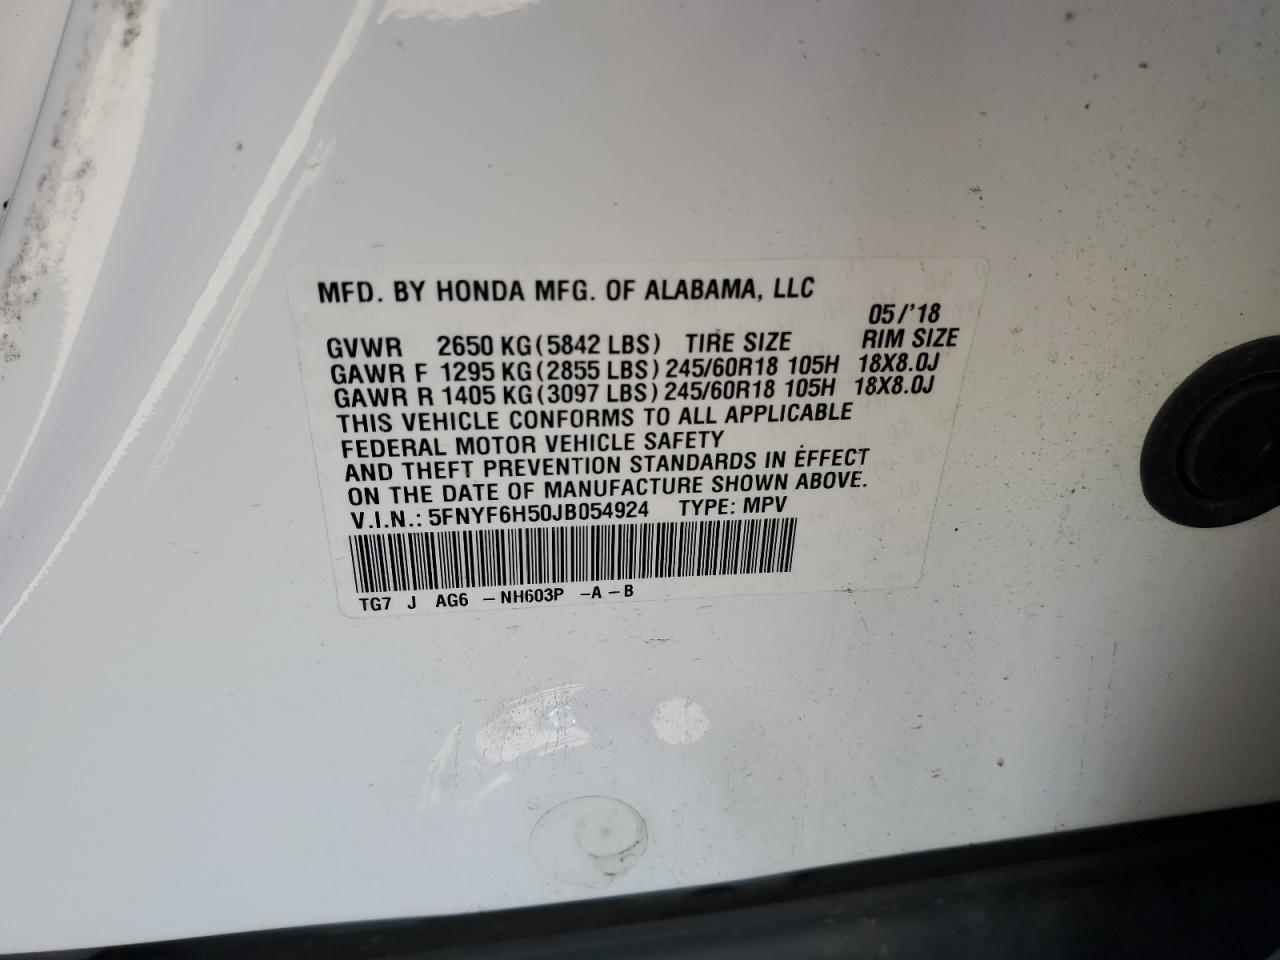 MFD. BY HONDA MFG. OF ALABAMA, LLC
05/'18
GVWR 2650 KG(5842 LBS) TIRE SIZE RIM SIZE
GAWR F 1295 KG(2855 LBS) 245/60R18 105H 18X8.0J
GAWR R 1405 KG(3097 LBS) 245/60R18 105H 18X8.0J
THIS VEHICLE CONFORMS TO ALL APPLICABLE
FEDERAL MOTOR VEHICLE SAFETY
AND THEFT PREVENTION STANDARDS IN EFFECT
ON THE DATE OF MANUFACTURE SHOWN ABOVE.
V.I.N.: 5FNYF6H50JB054924 TYPE: MPV
TG7 J AG6 -NH603P -A-B